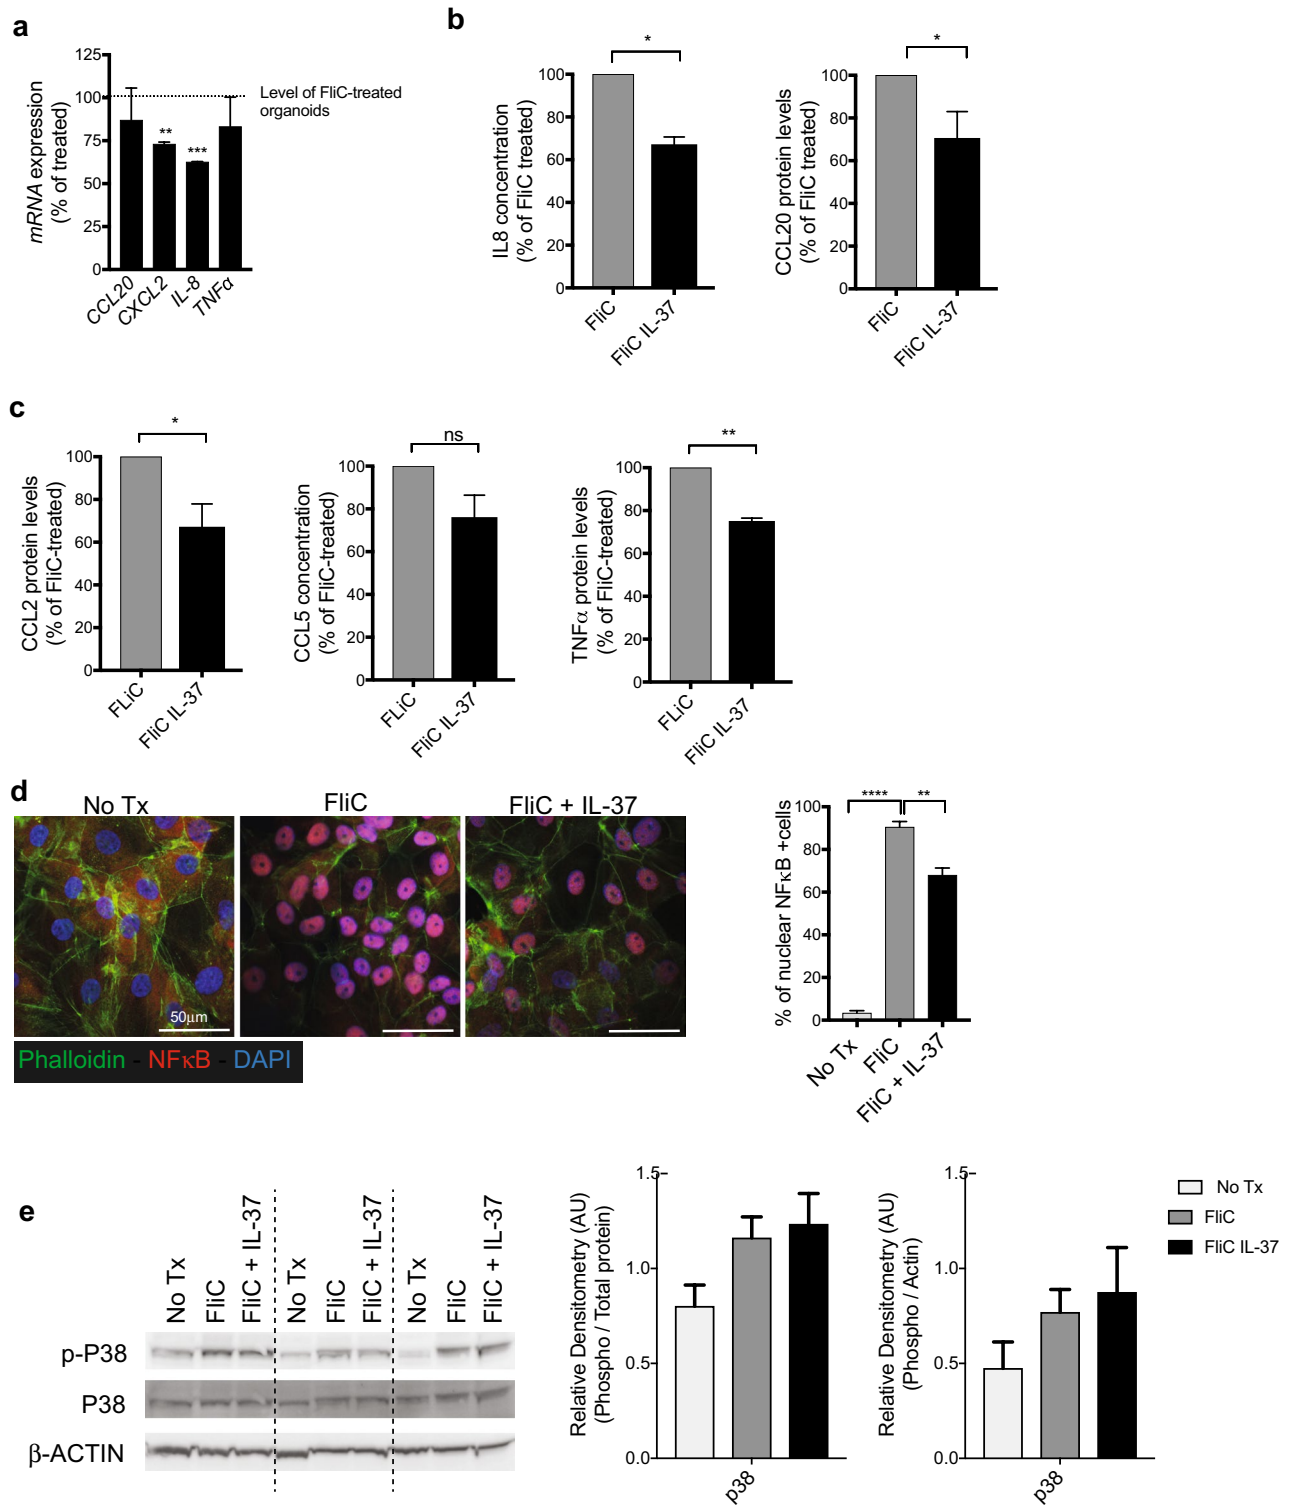 a
125
100
75
50
25
0
mRNA expression
(% of treated)
**
***
Level of FliC-treated
organoids
CCL20
CXCL2
IL-8
TNFα
b
*
100
80
60
40
20
0
IL8 concentration
(% of FliC treated)
FliC
FliC IL-37
*
100
80
60
40
20
0
CCL20 protein levels
(% of FliC treated)
FliC
FliC IL-37
c
*
100
80
60
40
20
0
CCL2 protein levels
(% of FliC-treated)
FLiC
FliC IL-37
ns
100
80
60
40
20
0
CCL5 concentration
(% of FliC-treated)
FLiC
FliC IL-37
**
100
80
60
40
20
0
TNFα protein levels
(% of FliC-treated)
FLiC
FliC IL-37
d
No Tx
FliC
FliC + IL-37
50μm
Phalloidin - NFκB - DAPI
**** **
100
80
60
40
20
0
% of nuclear NFκB +cells
No Tx
FliC
FliC + IL-37
e
No Tx
FliC
FliC + IL-37
No Tx
FliC
FliC + IL-37
No Tx
FliC
FliC + IL-37
p-P38
P38
β-ACTIN
1.5
1.0
0.5
0.0
Relative Densitometry (AU)
(Phospho / Total protein)
p38
1.5
1.0
0.5
0.0
Relative Densitometry (AU)
(Phospho / Actin)
p38
No Tx
FliC
FliC IL-37